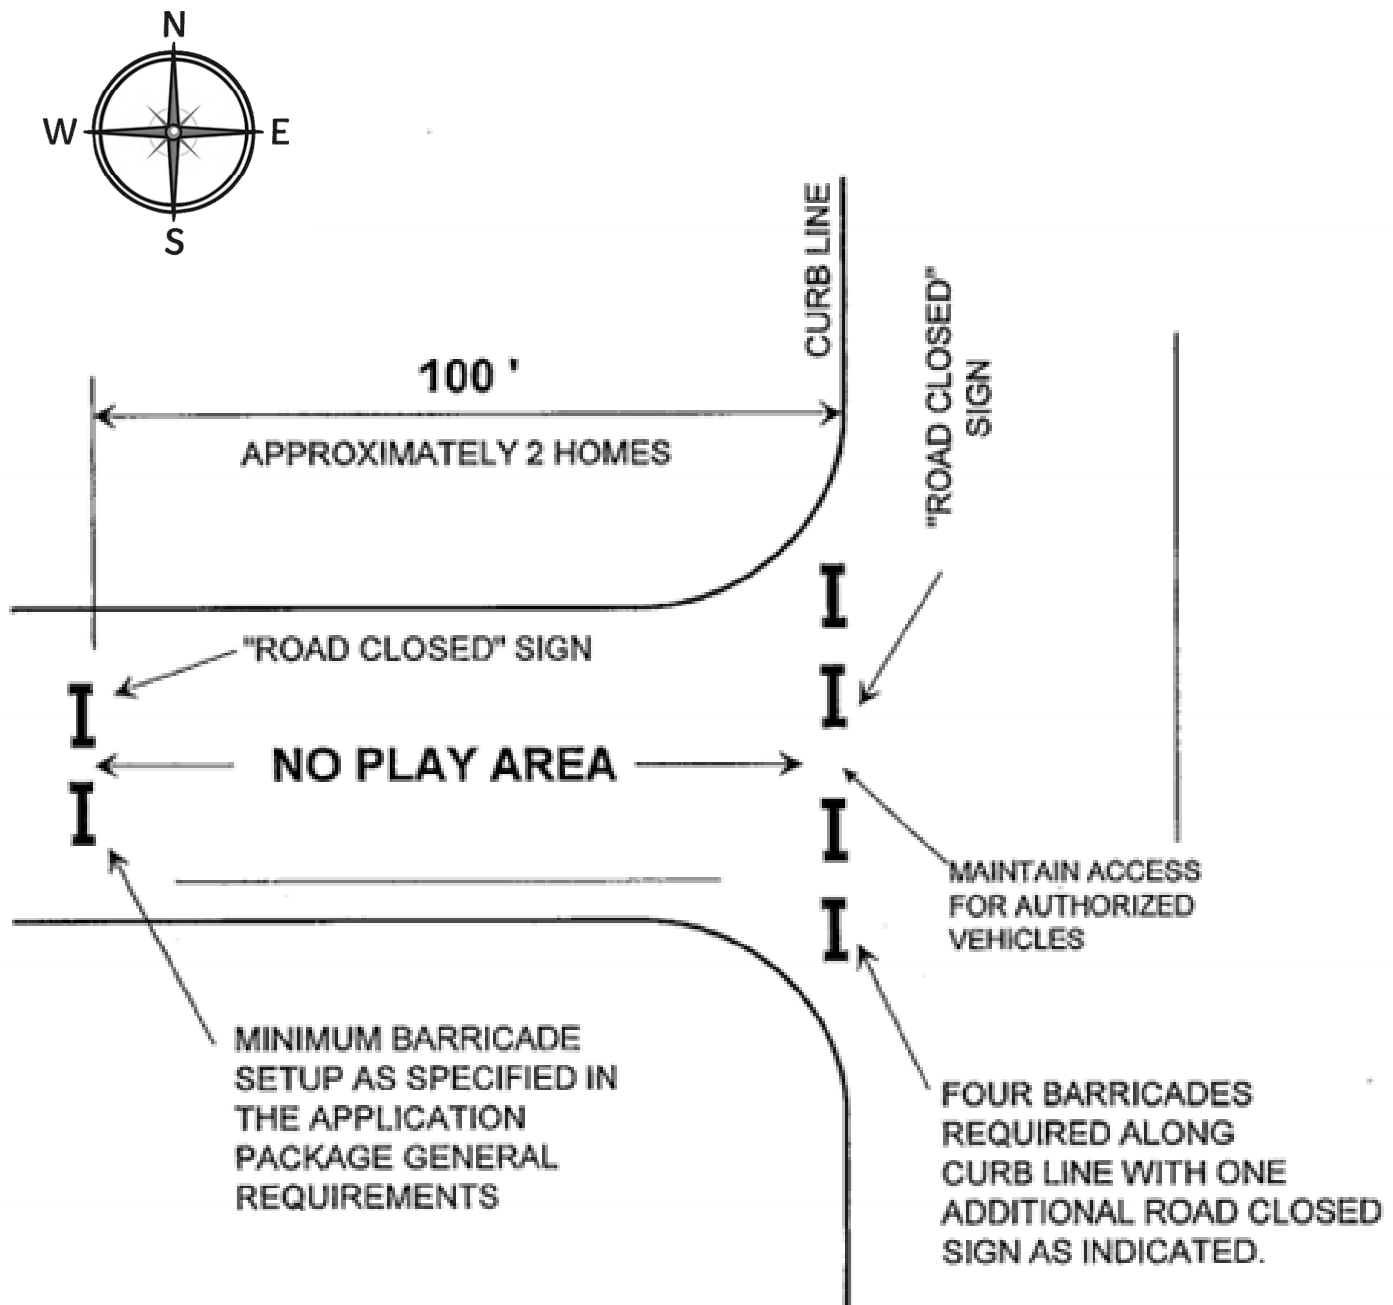 N
W
E
S
CURB LINE
"ROAD CLOSED"
SIGN
100 '
APPROXIMATELY 2 HOMES
"ROAD CLOSED" SIGN
NO PLAY AREA
MAINTAIN ACCESS
FOR AUTHORIZED
VEHICLES
MINIMUM BARRICADE
SETUP AS SPECIFIED IN
THE APPLICATION
PACKAGE GENERAL
REQUIREMENTS
FOUR BARRICADES
REQUIRED ALONG
CURB LINE WITH ONE
ADDITIONAL ROAD CLOSED
SIGN AS INDICATED.